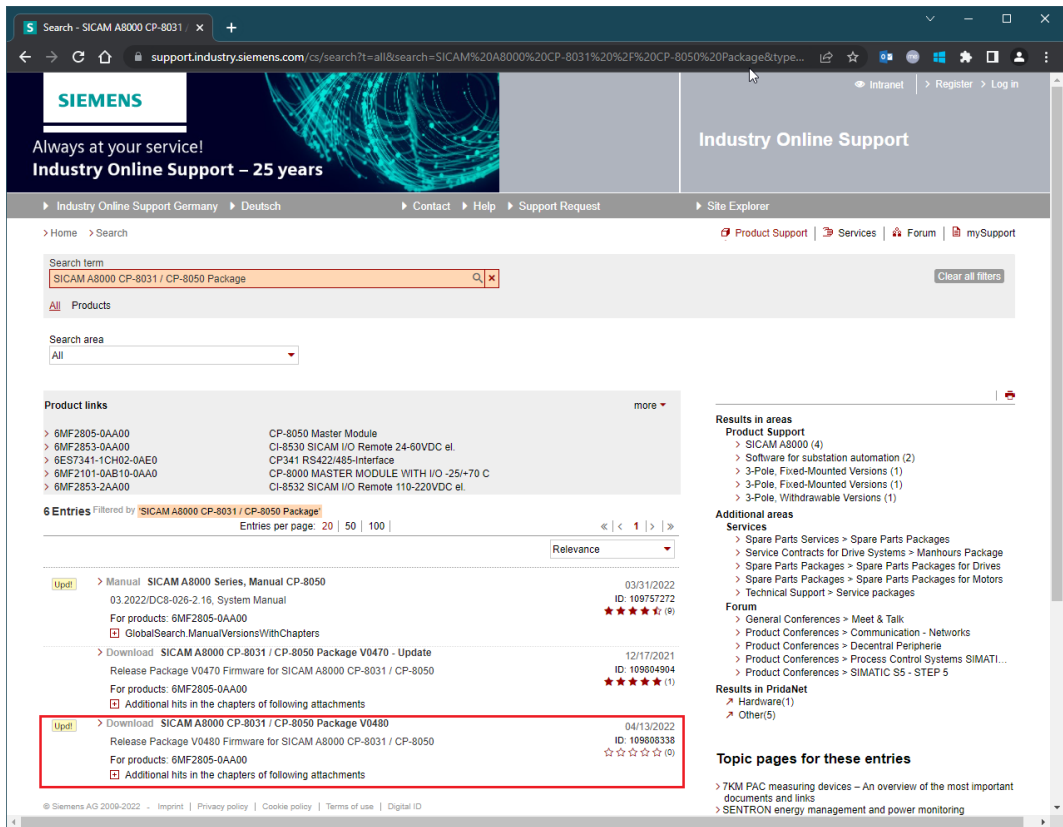 Search - SICAM A8000 CP-8031 /
support.industry.siemens.com/cs/search?t=all&search=SICAM%20A8000%20CP-8031%20%2F%20CP-8050%20Package&type...
SIEMENS
Intranet > Register > Log in
Always at your service!
Industry Online Support – 25 years
Industry Online Support
Industry Online Support Germany Deutsch Contact Help Support Request Site Explorer
> Home > Search
Product Support | Services | Forum | mySupport
Search term
SICAM A8000 CP-8031 / CP-8050 Package
Clear all filters
All Products
Search area
All
Product links
more
> 6MF2805-0AA00 CP-8050 Master Module
> 6MF2853-0AA00 CI-8530 SICAM I/O Remote 24-60VDC el.
> 6ES7341-1CH02-0AE0 CP341 RS422/485-Interface
> 6MF2101-0AB10-0AA0 CP-8000 MASTER MODULE WITH I/O -25/+70 C
> 6MF2853-2AA00 CI-8532 SICAM I/O Remote 110-220VDC el.
6 Entries Filtered by 'SICAM A8000 CP-8031 / CP-8050 Package'
Entries per page: 20 | 50 | 100 |
« | < 1 | > | »
Relevance
Upd! > Manual SICAM A8000 Series, Manual CP-8050
03/31/2022
03.2022/DC8-026-2.16, System Manual
ID: 109757272
(9)
For products: 6MF2805-0AA00
GlobalSearch.ManualVersionsWithChapters
> Download SICAM A8000 CP-8031 / CP-8050 Package V0470 - Update
12/17/2021
Release Package V0470 Firmware for SICAM A8000 CP-8031 / CP-8050
ID: 109804904
(1)
For products: 6MF2805-0AA00
Additional hits in the chapters of following attachments
Upd! > Download SICAM A8000 CP-8031 / CP-8050 Package V0480
04/13/2022
Release Package V0480 Firmware for SICAM A8000 CP-8031 / CP-8050
ID: 109808338
(0)
For products: 6MF2805-0AA00
Additional hits in the chapters of following attachments
© Siemens AG 2009-2022 - Imprint | Privacy policy | Cookie policy | Terms of use | Digital ID
Results in areas
Product Support
> SICAM A8000 (4)
> Software for substation automation (2)
> 3-Pole, Fixed-Mounted Versions (1)
> 3-Pole, Fixed-Mounted Versions (1)
> 3-Pole, Withdrawable Versions (1)
Additional areas
Services
> Spare Parts Services > Spare Parts Packages
> Service Contracts for Drive Systems > Manhours Package
> Spare Parts Packages > Spare Parts Packages for Drives
> Spare Parts Packages > Spare Parts Packages for Motors
> Technical Support > Service packages
Forum
> General Conferences > Meet & Talk
> Product Conferences > Communication - Networks
> Product Conferences > Decentral Peripherie
> Product Conferences > Process Control Systems SIMATI...
> Product Conferences > SIMATIC S5 - STEP 5
Results in PridaNet
Hardware(1)
Other(5)
Topic pages for these entries
> 7KM PAC measuring devices – An overview of the most important
documents and links
> SENTRON energy management and power monitoring